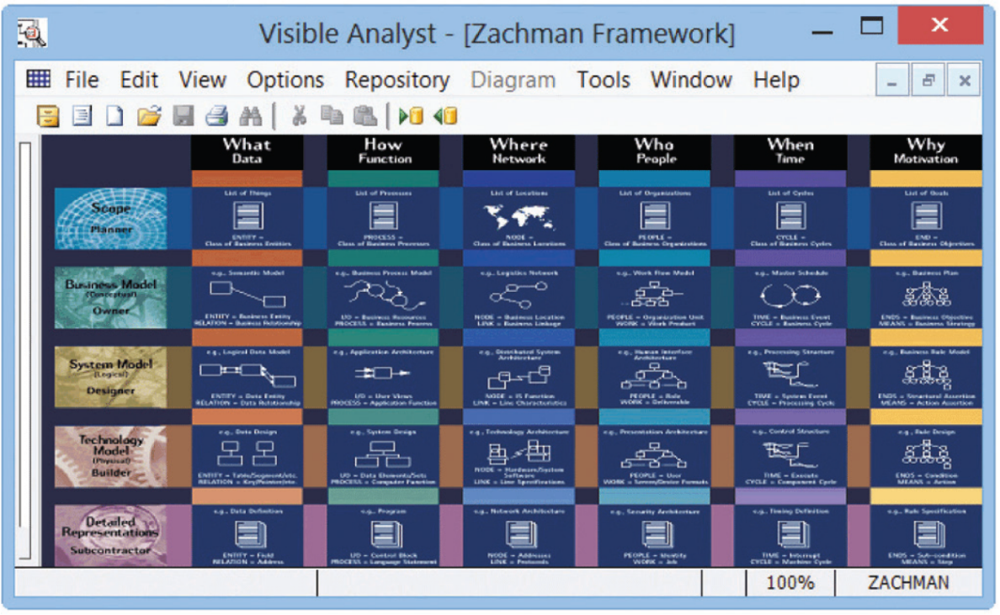 Visible Analyst - [Zachman Framework]
File Edit View Options Repository Diagram Tools Window Help
What How Where Who When Why
Data Function Network People Time Motivation
Scope
Planner
List of Things
ENTITY =
Class of Business Entities
List of Processes
PROCESS =
Class of Business Processes
List of Locations
NODE =
Class of Business Locations
List of Organizations
PEOPLE =
Class of Business Organizations
List of Cycles
CYCLE =
Class of Business Cycles
List of Goals
END =
Class of Business Objectives
Business Model
(Conceptual)
Owner
e.g., Semantic Model
ENTITY = Business Entity
RELATION = Business Relationship
e.g., Business Process Model
I/O = Business Resources
PROCESS = Business Process
e.g., Logistics Network
NODE = Business Location
LINK = Business Linkage
e.g., Work Flow Model
PEOPLE = Organization Unit
WORK = Work Product
e.g., Master Schedule
TIME = Business Event
CYCLE = Business Cycle
e.g., Business Plan
ENDS = Business Objective
MEANS = Business Strategy
System Model
(Logical)
Designer
e.g., Logical Data Model
ENTITY = Data Entity
RELATION = Data Relationship
e.g., Application Architecture
I/O = User Views
PROCESS = Application Function
e.g., Distributed System
Architecture
NODE = IS Function
LINK = Line Characteristics
e.g., Human Interface
Architecture
PEOPLE = Role
WORK = Deliverable
e.g., Processing Structure
TIME = System Event
CYCLE = Processing Cycle
e.g., Business Rule Model
ENDS = Structural Assertion
MEANS = Action Assertion
Technology
Model
(Physical)
Builder
e.g., Data Design
ENTITY = Table/Segment/etc.
RELATION = Key/Pointer/etc.
e.g., System Design
I/O = Data Elements/Sets
PROCESS = Computer Function
e.g., Technology Architecture
NODE = Hardware/System
Software
LINK = Line Specifications
e.g., Presentation Architecture
PEOPLE = User
WORK = Screen/Device Formats
e.g., Control Structure
TIME = Execute
CYCLE = Component Cycle
e.g., Rule Design
ENDS = Condition
MEANS = Action
Detailed
Representations
Subcontractor
e.g., Data Definition
ENTITY = Field
RELATION = Address
e.g., Program
I/O = Control Block
PROCESS = Language Statement
e.g., Network Architecture
NODE = Addresses
LINK = Protocols
e.g., Security Architecture
PEOPLE = Identity
WORK = Job
e.g., Timing Definition
TIME = Interrupt
CYCLE = Machine Cycle
e.g., Rule Specification
ENDS = Sub-condition
MEANS = Step
100% ZACHMAN